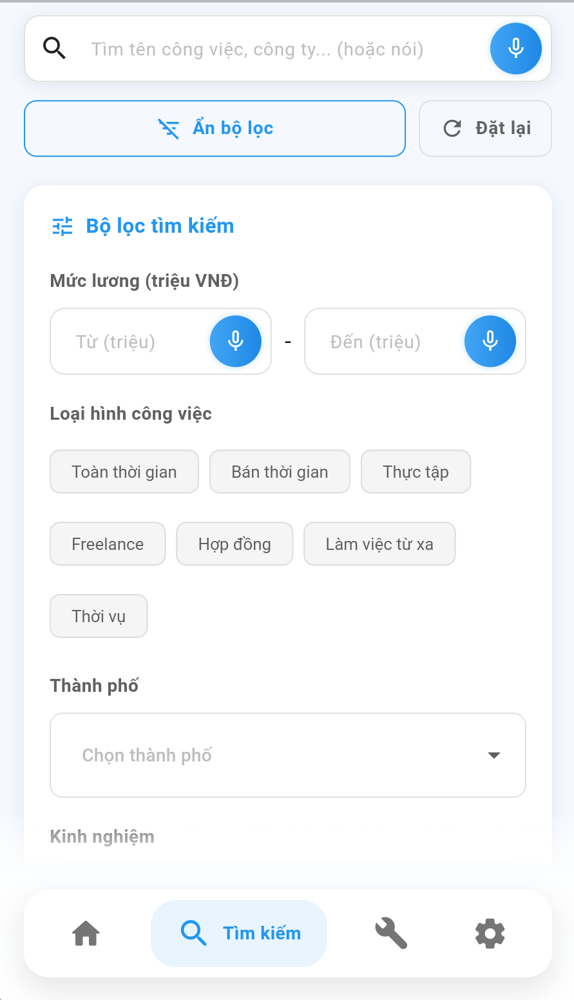 Tìm tên công việc, công ty... (hoặc nói)
Ẩn bộ lọc
Đặt lại
Bộ lọc tìm kiếm
Mức lương (triệu VNĐ)
Từ (triệu) - Đến (triệu)
Loại hình công việc
Toàn thời gian Bán thời gian Thực tập
Freelance Hợp đồng Làm việc từ xa
Thời vụ
Thành phố
Chọn thành phố
Kinh nghiệm
Tìm kiếm